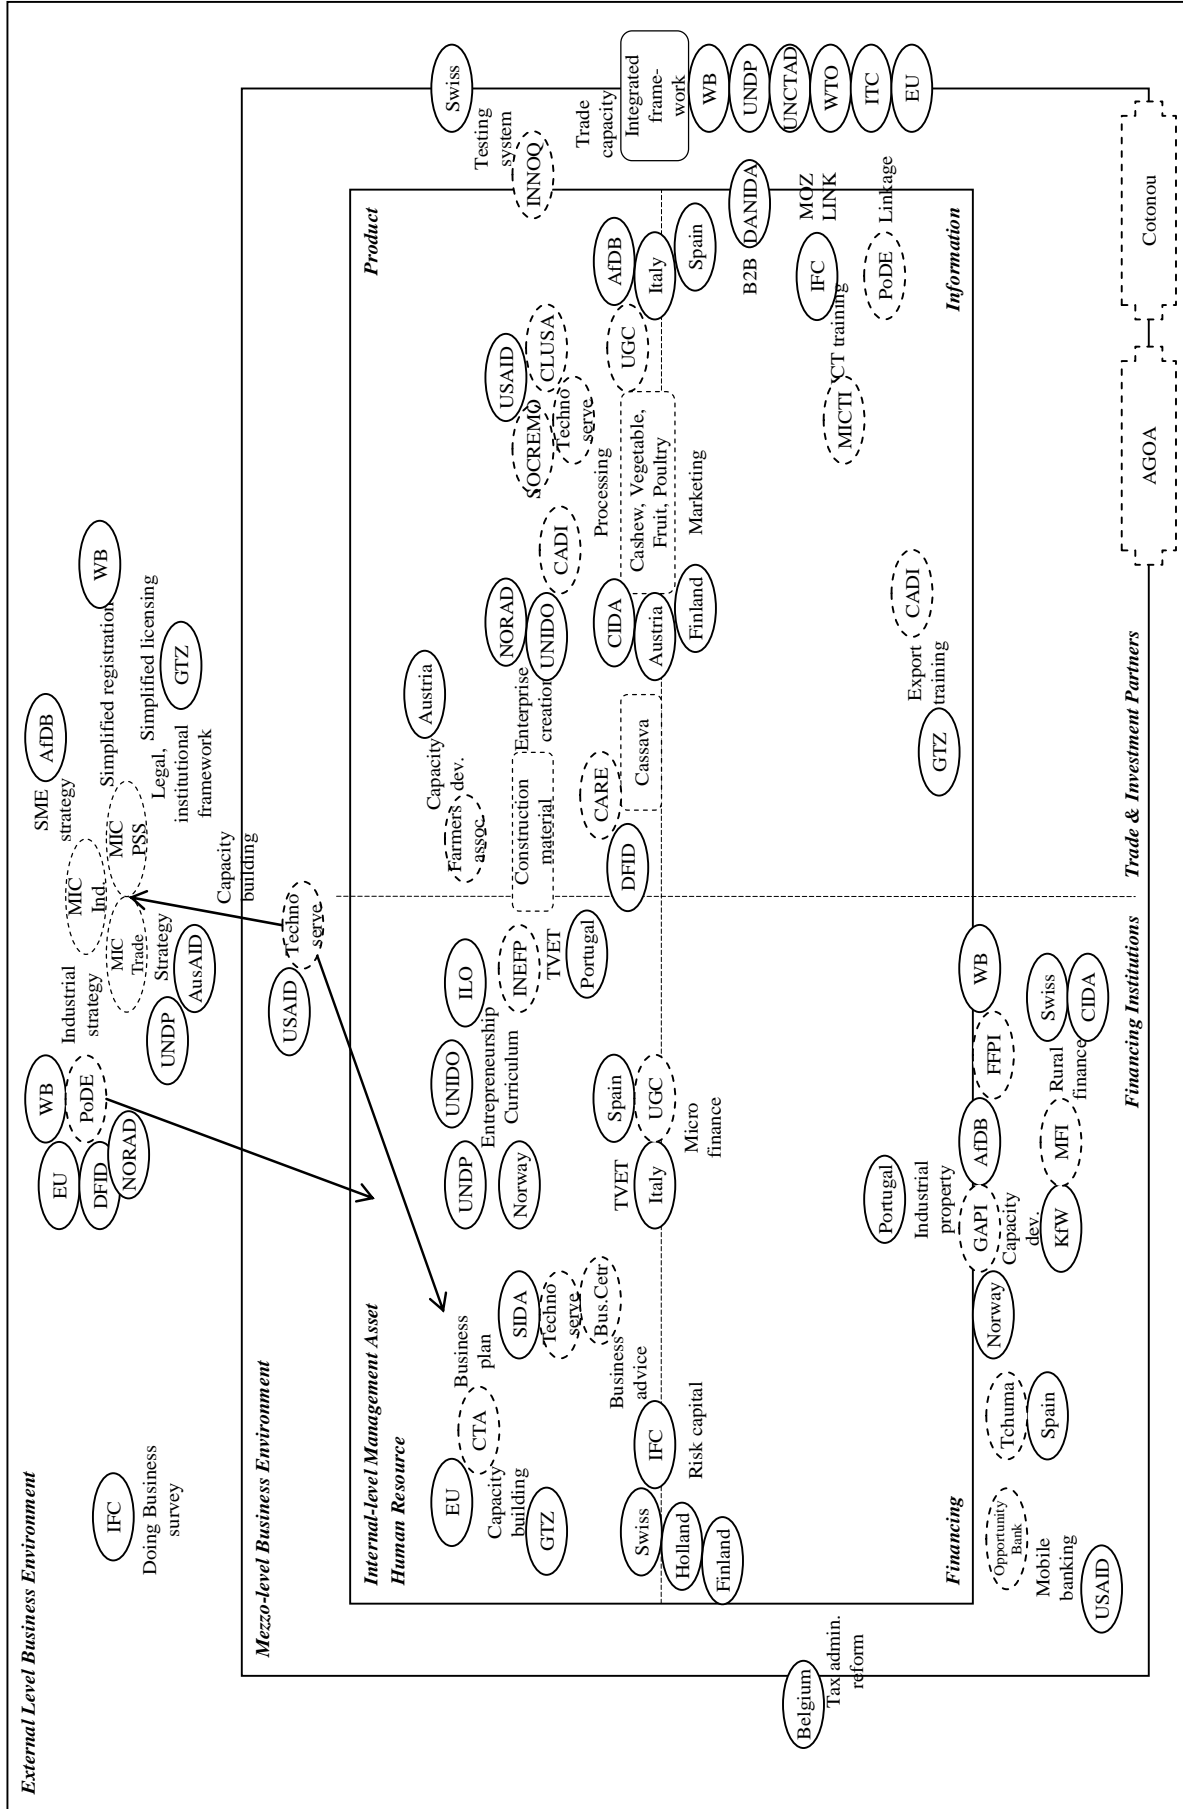 External Level Business Environment
IFC
Doing Business
survey
EU
WB
DFID
PoDE
NORAD
Industrial
strategy
UNDP
AusAID
Strategy
MIC
Trade
MIC
Ind.
MIC
PSS
SME
strategy
AfDB
Simplified registration
WB
Legal,
institutional
framework
Simplified licensing
GTZ
Capacity
building
Mezzo-level Business Environment
USAID
Techno
serve
Swiss
Testing
system
INNOQ
Trade
capacity
Integrated
frame-
work
WB
UNDP
UNCTAD
WTO
ITC
EU
Belgium
Tax admin.
reform
Internal-level Management Asset
Human Resource
EU
CTA
Business
plan
Capacity
building
GTZ
SIDA
Techno
serve
Bus.Cetr
Business
advice
UNDP
UNIDO
ILO
Entrepreneurship
Curriculum
Norway
INEFP
TVET
Portugal
TVET
Spain
Italy
UGC
Micro
finance
Swiss
IFC
Holland
Finland
Risk capital
Product
Farmers
assoc.
Capacity
dev.
Austria
Construction
material
Enterprise
creation
NORAD
UNIDO
CADI
USAID
SOCREMO
CLUSA
Techno
serve
DFID
CARE
Cassava
Processing
CIDA
Austria
Finland
Cashew, Vegetable,
Fruit, Poultry
UGC
AfDB
Italy
Spain
Marketing
B2B
DANIDA
IFC
MOZ
LINK
MICTI
ICT training
PoDE
Linkage
GTZ
Export
training
CADI
Information
Financing
Portugal
Industrial
property
Opportunity
Bank
Mobile
banking
USAID
Tchuma
Spain
Norway
GAPI
AfDB
FFPI
WB
Capacity
dev.
KfW
MFI
Rural
finance
Swiss
CIDA
Financing Institutions
Trade & Investment Partners
AGOA
Cotonou